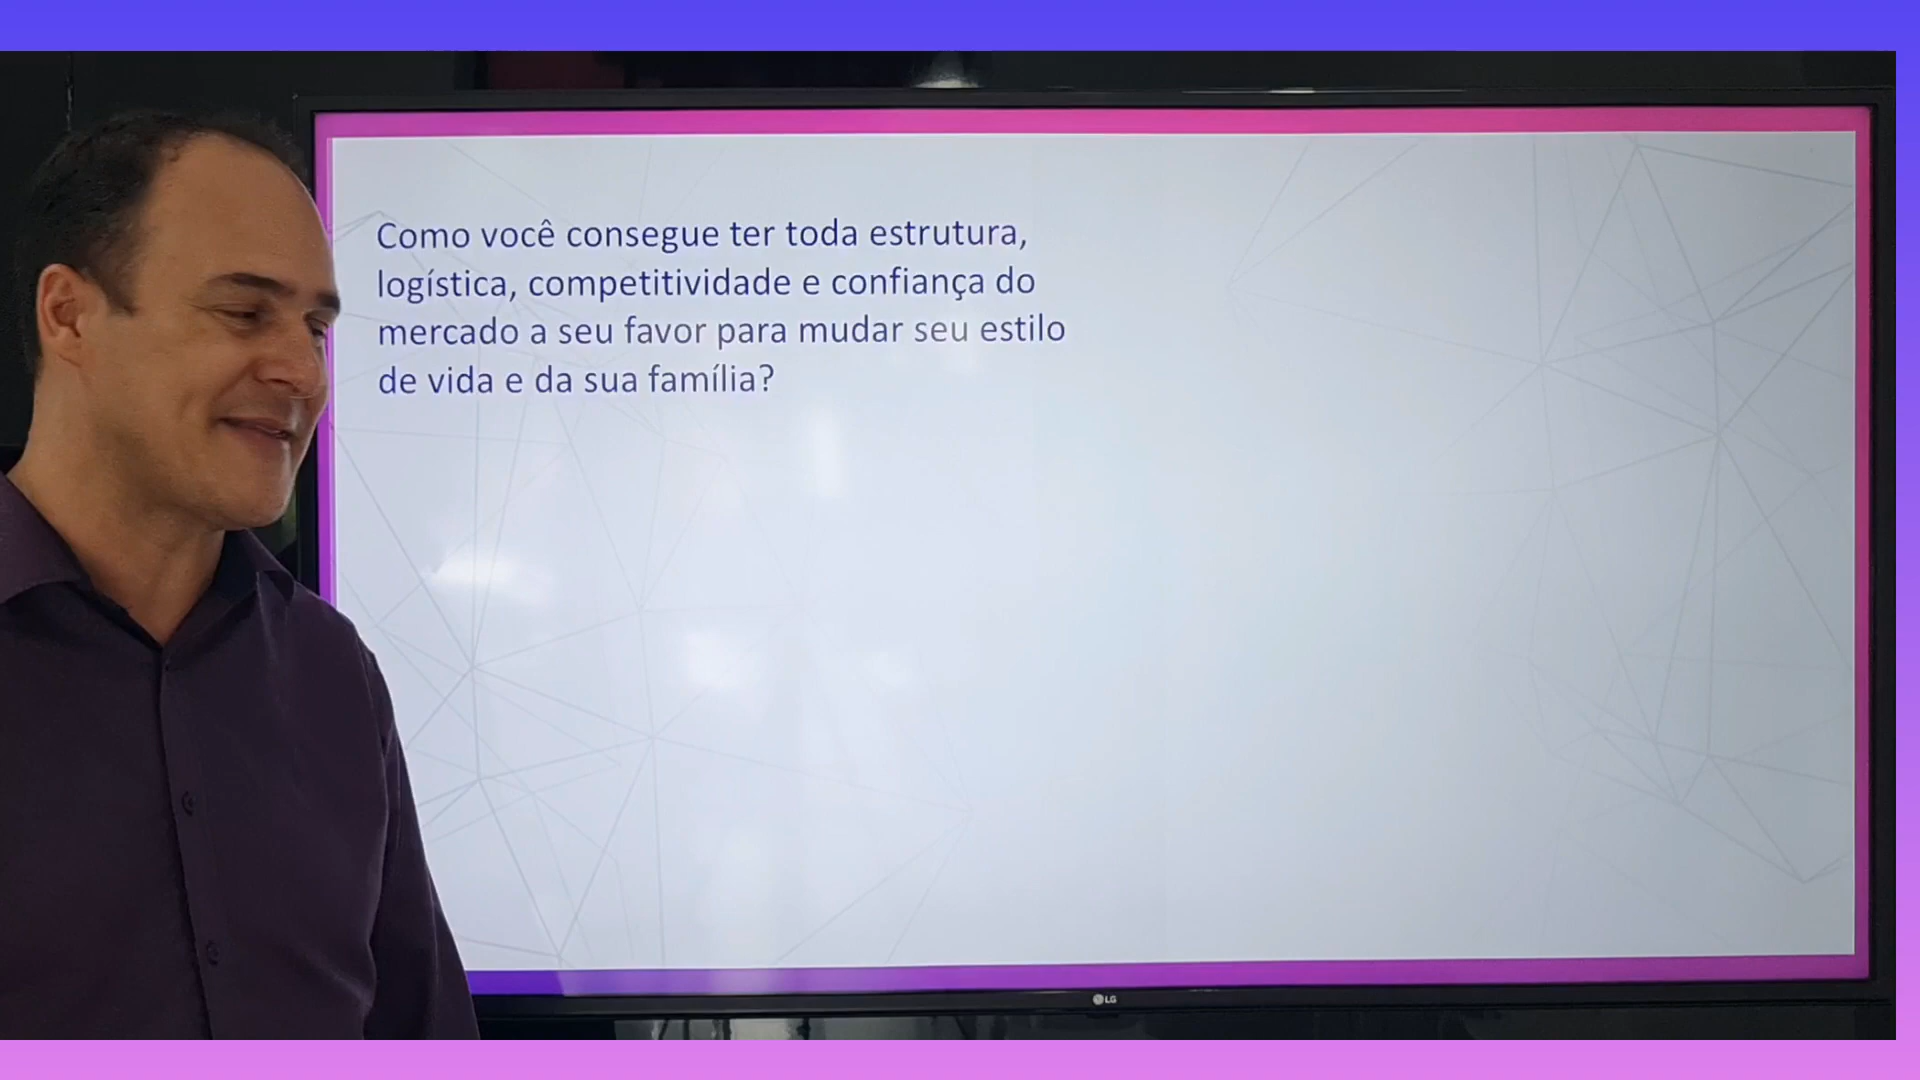 Como você consegue ter toda estrutura,
logística, competitividade e confiança do
mercado a seu favor para mudar seu estilo
de vida e da sua família?
LG